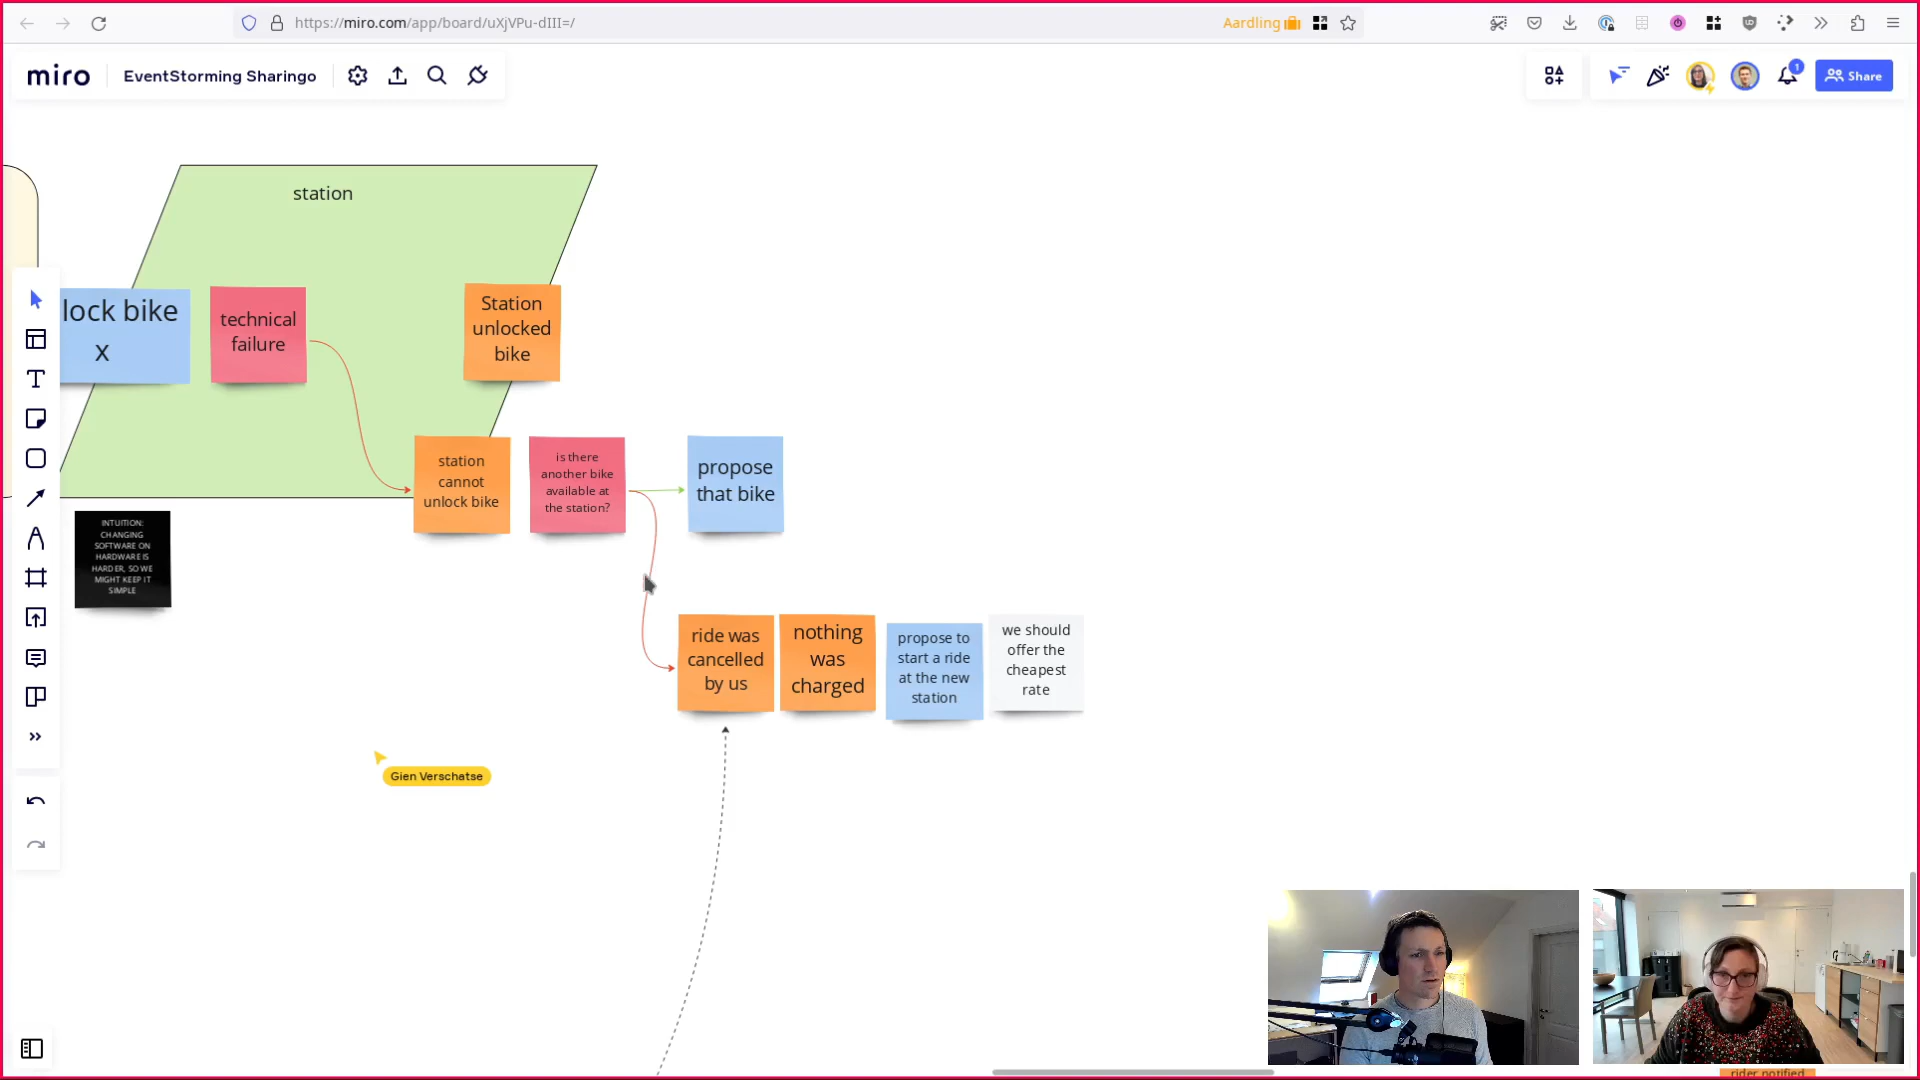 https://miro.com/app/board/uXjVPu-dIII=/
Aardling
miro
EventStorming Sharingo
1
Share
station
lock bike
x
technical
failure
Station
unlocked
bike
station
cannot
unlock bike
is there
another bike
available at
the station?
propose
that bike
INTUITION:
CHANGING
SOFTWARE ON
HARDWARE IS
HARDER, SO WE
MIGHT KEEP IT
SIMPLE
ride was
cancelled
by us
nothing
was
charged
propose to
start a ride
at the new
station
we should
offer the
cheapest
rate
Gien Verschatse
rider notified